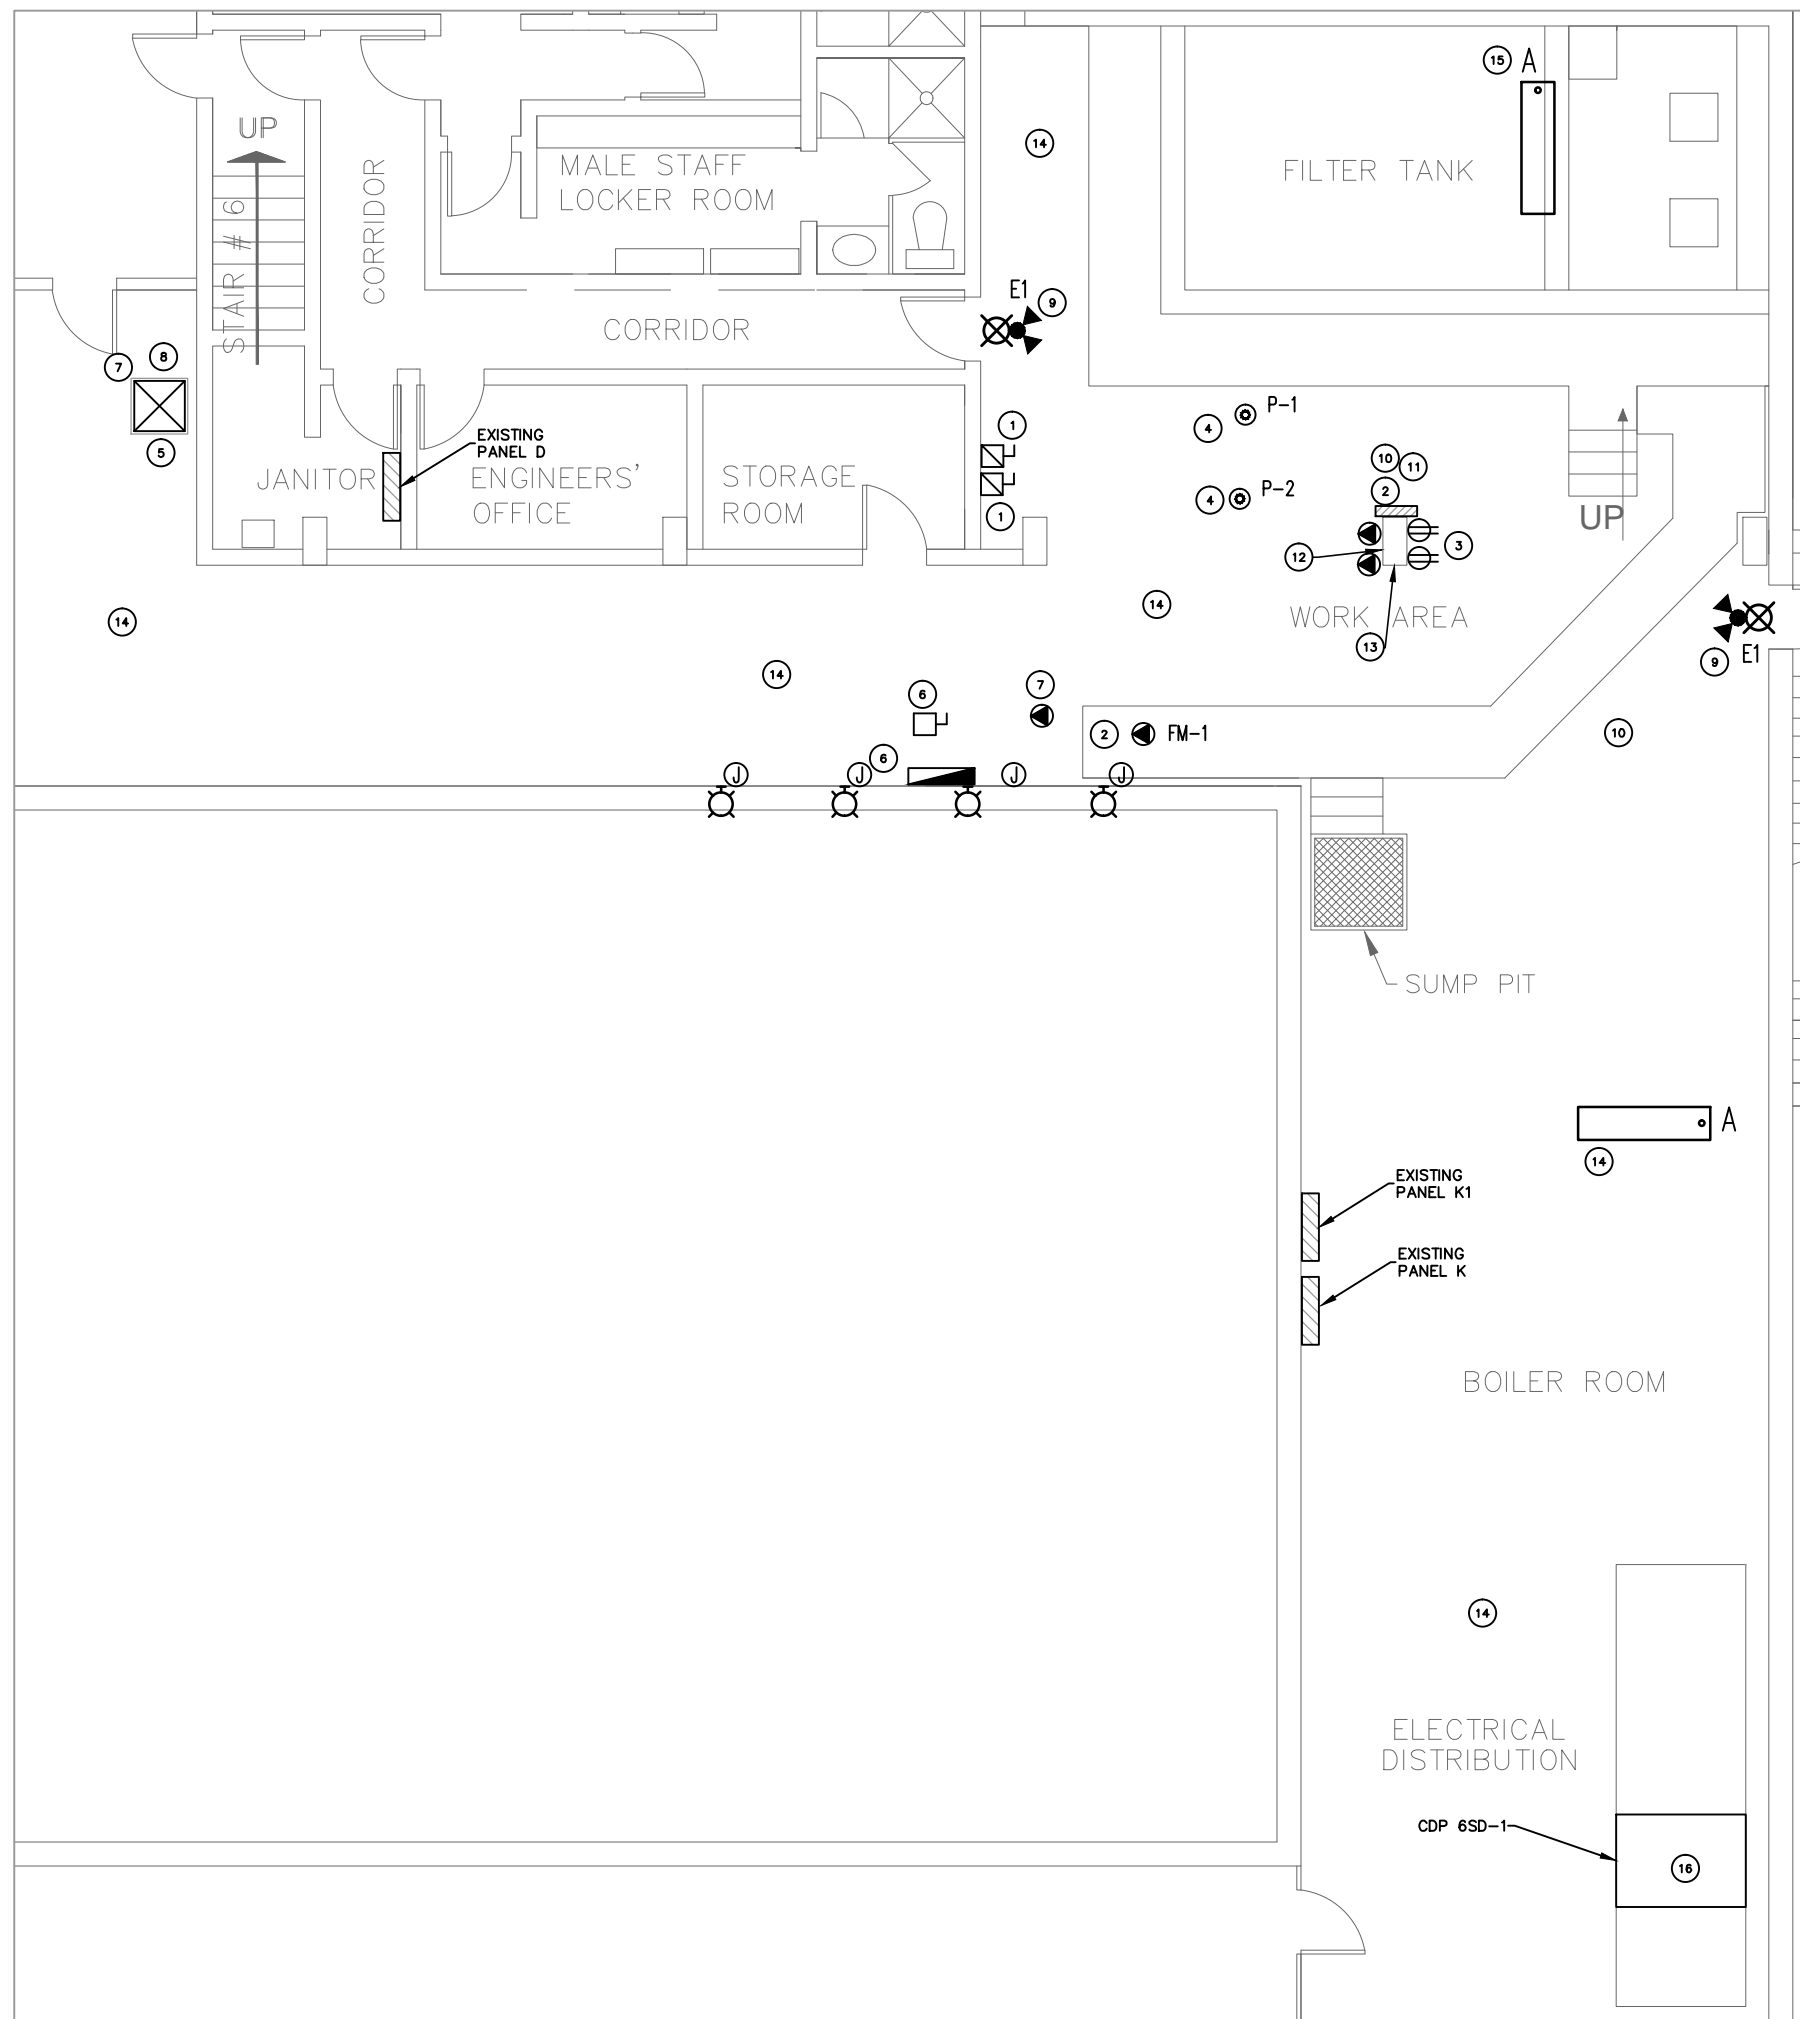 15 A
UP
14
MALE STAFF
LOCKER ROOM
FILTER TANK
CORRIDOR
STAIR # 6
E1 9
CORRIDOR
8
7
5
P-1
4
1
EXISTING
PANEL D
JANITOR
ENGINEERS'
OFFICE
STORAGE
ROOM
1
10 11
2
P-2
4
UP
3
12
14
14
WORK AREA
13
9 E1
14
6
7
2 FM-1
10
6
J J J J
SUMP PIT
A
14
EXISTING
PANEL K1
EXISTING
PANEL K
BOILER ROOM
14
ELECTRICAL
DISTRIBUTION
CDP 6SD-1
16